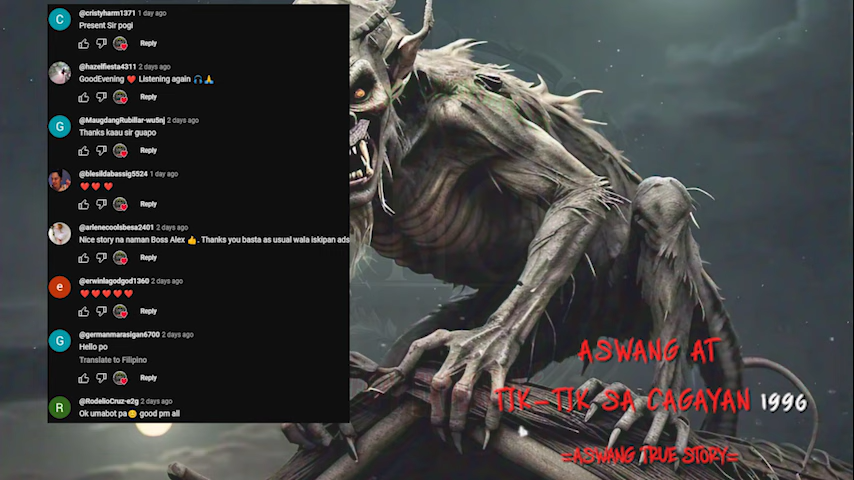 @cristyharm1371 1 day ago
Present Sir pogi
Reply
@hazelfiesta4311 2 days ago
GoodEvening ❤️ Listening again 🎧🙏
Reply
G
@MaugdangRubillar-wu5nj 2 days ago
Thanks kaau sir guapo
Reply
@blesildabassig5524 1 day ago
❤️ ❤️ ❤️
Reply
@arlenecoolsbesa2401 2 days ago
Nice story na naman Boss Alex 👍. Thanks you basta as usual wala iskipan ads
Reply
e
@erwinlagodgod1360 2 days ago
❤️❤️❤️❤️❤️
Reply
G
@germanmarasigan6700 2 days ago
Hello po
Translate to Filipino
Reply
R
@RodelioCruz-e2g 2 days ago
Ok umabot pa😊 good pm all
C
ASWANG AT
TIK-TIK SA CAGAYAN 1996
=ASWANG TRUE STORY=